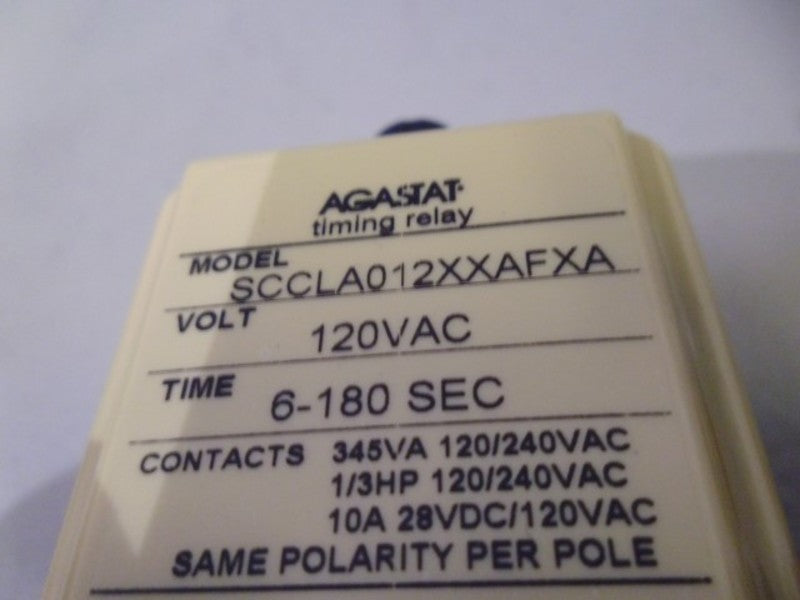 AGASTAT
timing relay
MODEL
SCCLA012XXAFXA
VOLT 120VAC
TIME 6-180 SEC
CONTACTS 345VA 120/240VAC
1/3HP 120/240VAC
10A 28VDC/120VAC
SAME POLARITY PER POLE